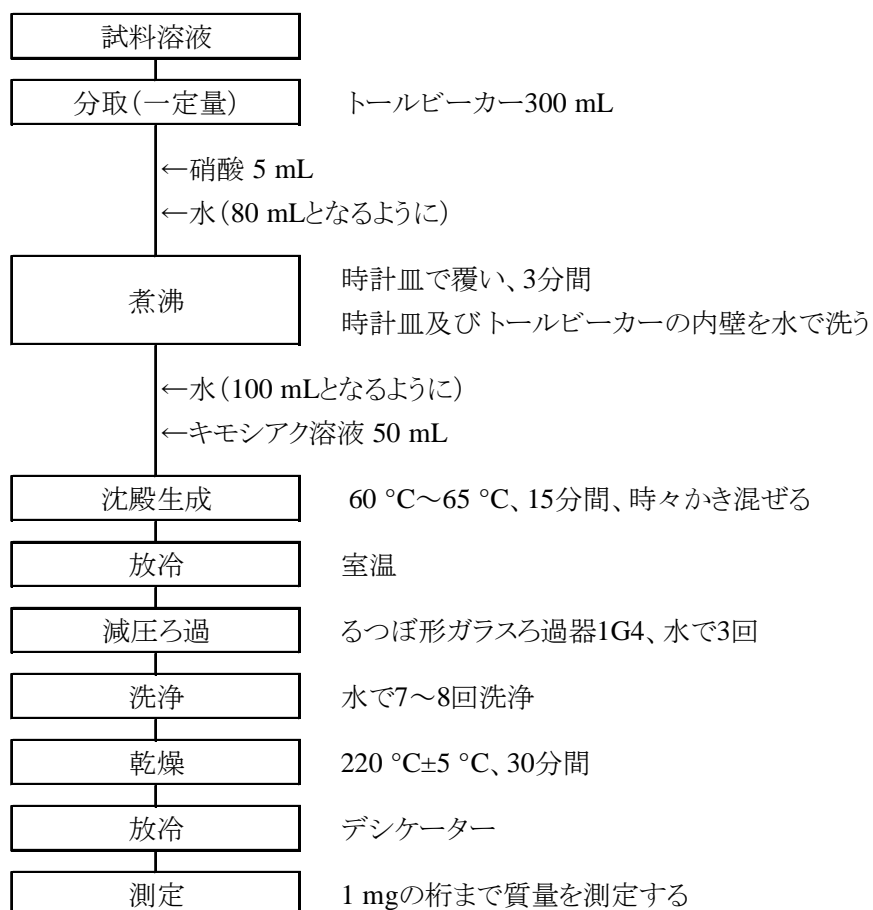 試料溶液
分取(一定量) トールビーカー300 mL
←硝酸 5 mL
←水(80 mLとなるように)
煮沸
時計皿で覆い、3分間
時計皿及びトールビーカーの内壁を水で洗う
←水(100 mLとなるように)
←キモシアク溶液 50 mL
沈殿生成 60 °C~65 °C、15分間、時々かき混ぜる
放冷 室温
減圧ろ過 るつぼ形ガラスろ過器1G4、水で3回
洗浄 水で7~8回洗浄
乾燥 220 °C±5 °C、30分間
放冷 デシケーター
測定 1 mgの桁まで質量を測定する